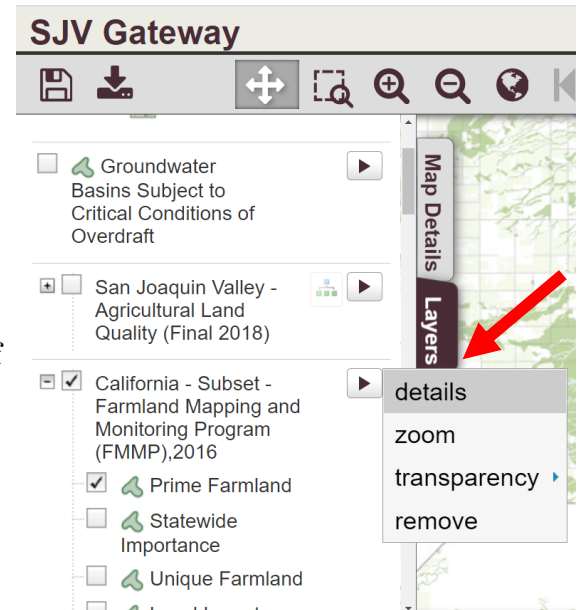 SJV Gateway
Groundwater
Basins Subject to
Critical Conditions of
Overdraft
San Joaquin Valley -
Agricultural Land
Quality (Final 2018)
California - Subset -
Farmland Mapping and
Monitoring Program
(FMMP),2016
Prime Farmland
Statewide
Importance
Unique Farmland
Map Details
Layers
details
zoom
transparency
remove
f